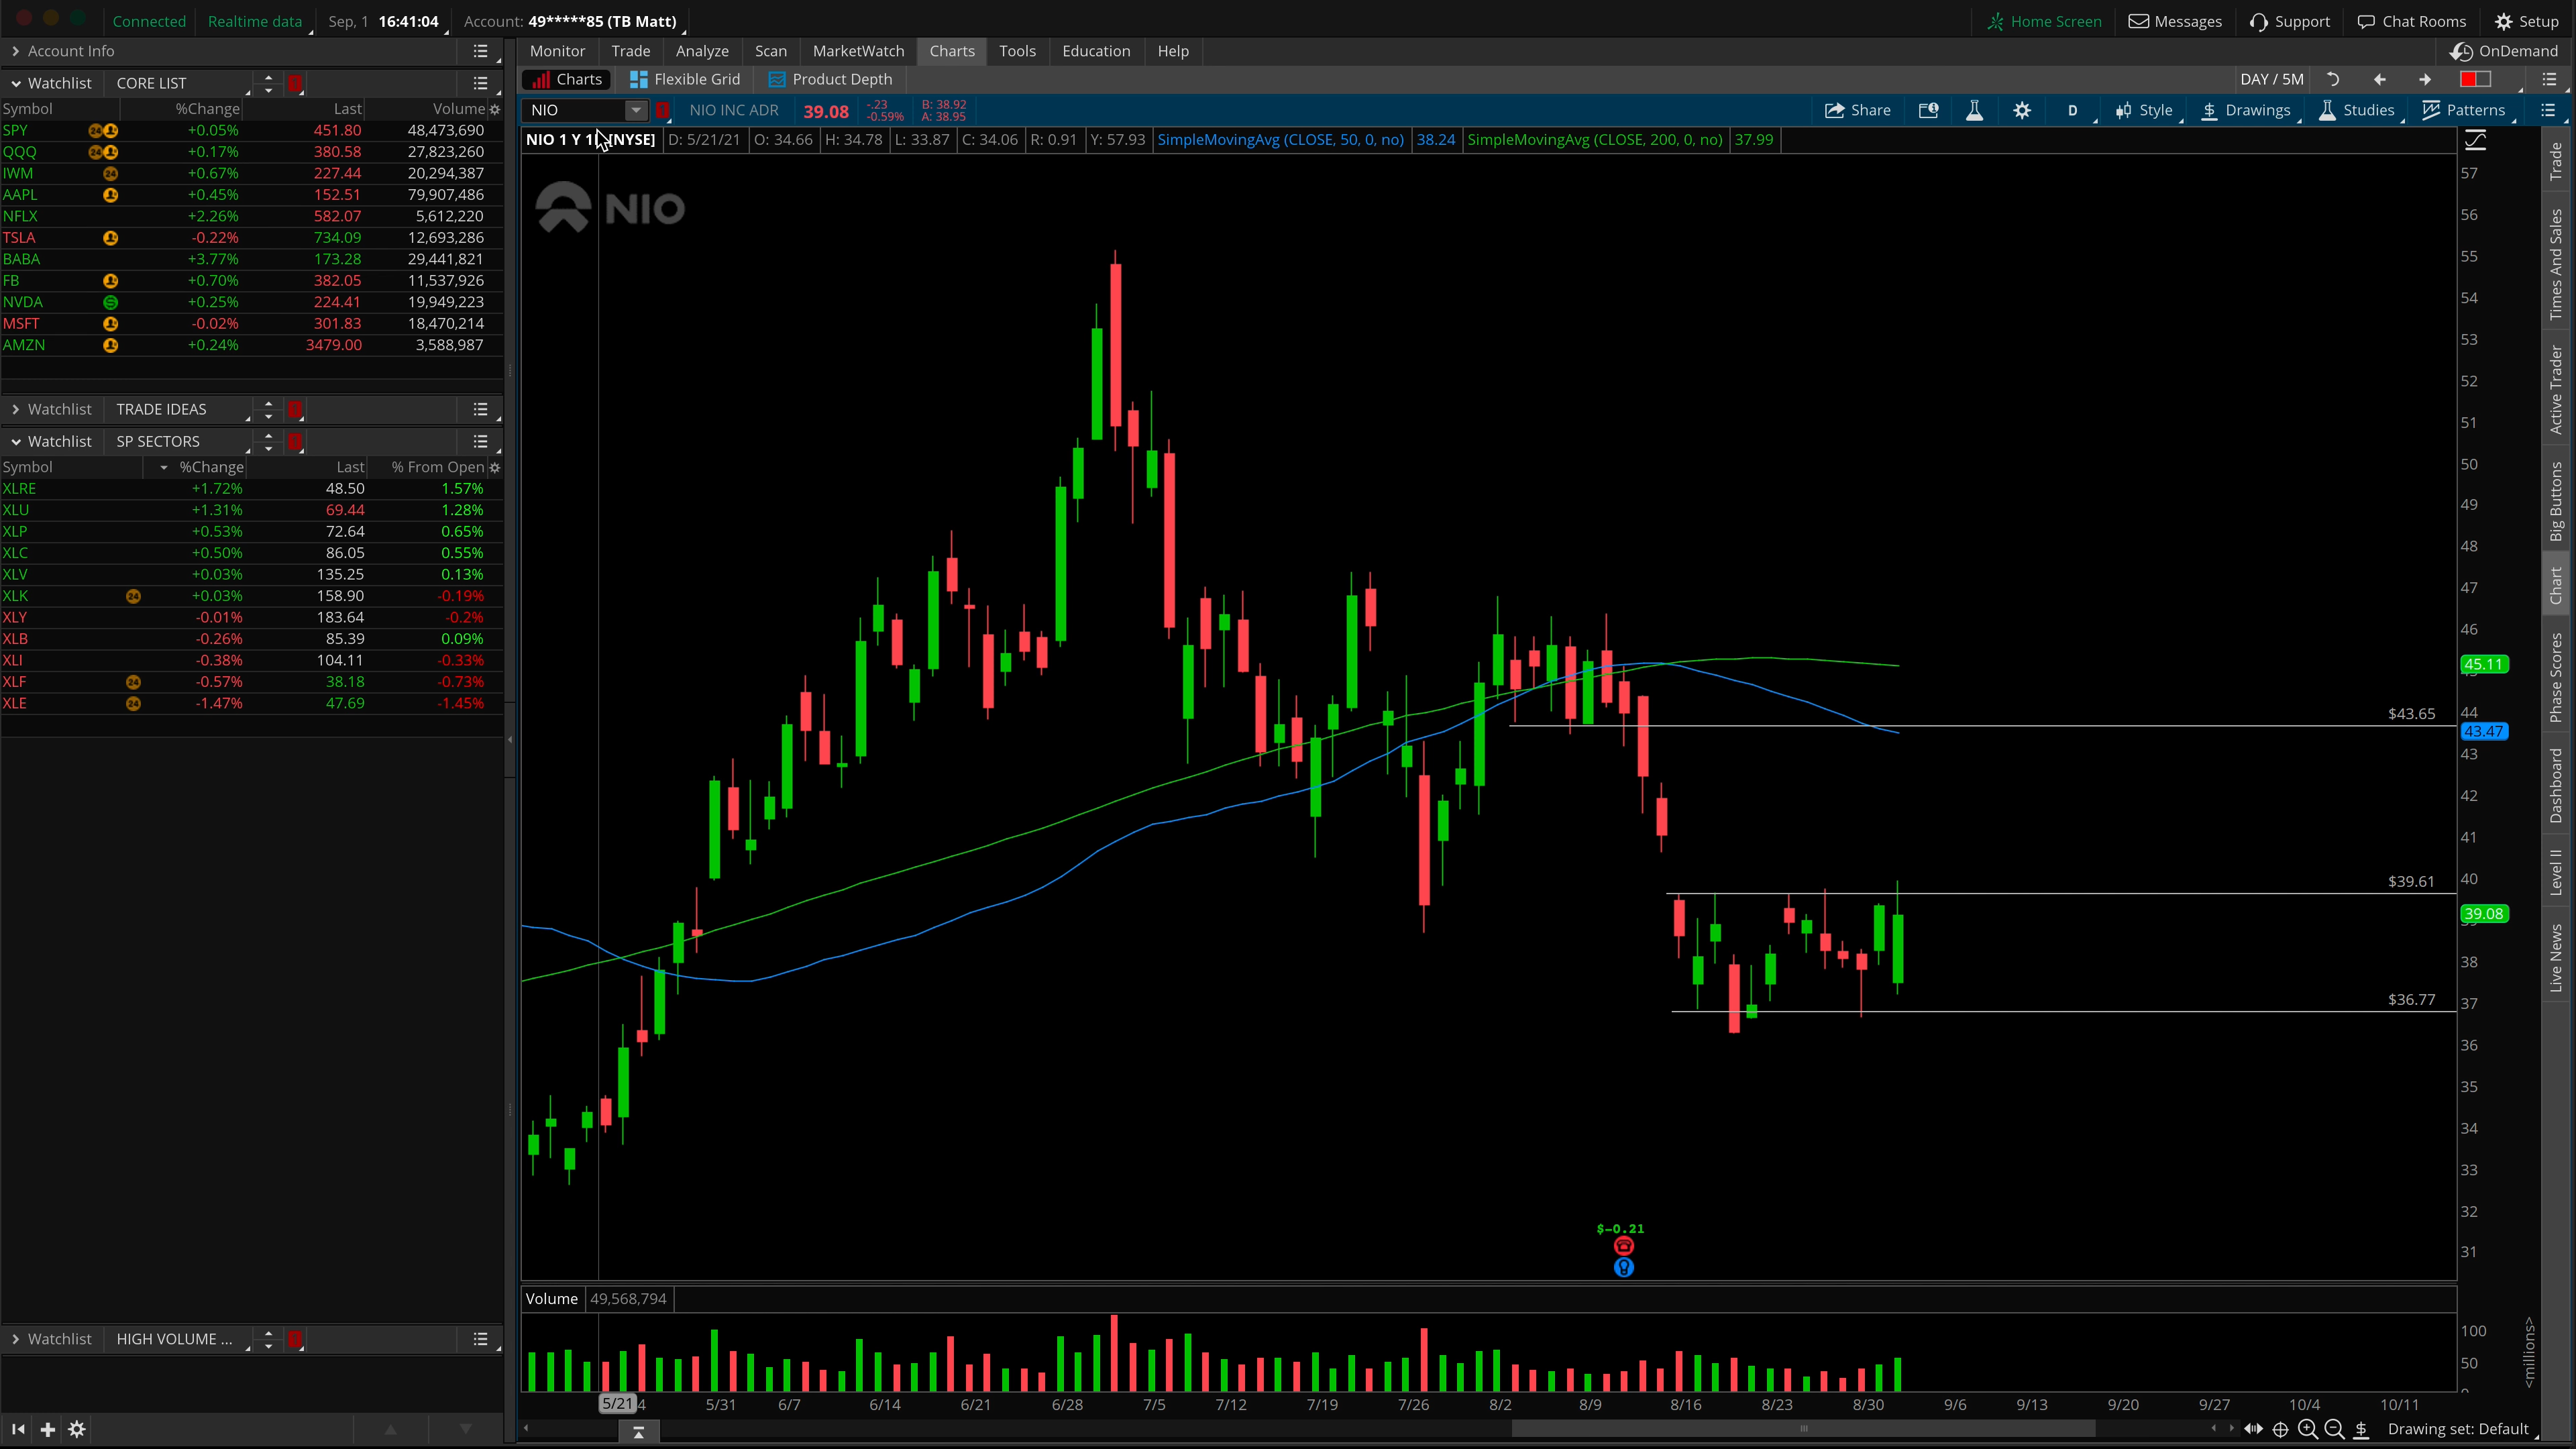 Connected Realtime data Sep, 1 16:41:04 Account: 49*****85 (TB Matt) Home Screen Messages Support Chat Rooms Setup
Account Info Monitor Trade Analyze Scan MarketWatch Charts Tools Education Help OnDemand
Charts Flexible Grid Product Depth DAY / 5M
Watchlist CORE LIST
Symbol %Change Last Volume
SPY +0.05% 451.80 48,473,690
QQQ +0.17% 380.58 27,823,260
IWM +0.67% 227.44 20,294,387
AAPL +0.45% 152.51 79,907,486
NFLX +2.26% 582.07 5,612,220
TSLA -0.22% 734.09 12,693,286
BABA +3.77% 173.28 29,441,821
FB +0.70% 382.05 11,537,926
NVDA +0.25% 224.41 19,949,223
MSFT -0.02% 301.83 18,470,214
AMZN +0.24% 3479.00 3,588,987
Watchlist TRADE IDEAS
Watchlist SP SECTORS
Symbol %Change Last % From Open
XLRE +1.72% 48.50 1.57%
XLU +1.31% 69.44 1.28%
XLP +0.53% 72.64 0.65%
XLC +0.50% 86.05 0.55%
XLV +0.03% 135.25 0.13%
XLK +0.03% 158.90 -0.19%
XLY -0.01% 183.64 -0.2%
XLB -0.26% 85.39 0.09%
XLI -0.38% 104.11 -0.33%
XLF -0.57% 38.18 -0.73%
XLE -1.47% 47.69 -1.45%
Watchlist HIGH VOLUME ...
NIO NIO INC ADR 39.08 -.23 -0.59% B: 38.92 A: 38.95 Share D Style Drawings Studies Patterns
NIO 1 Y [NYSE] D: 5/21/21 O: 34.66 H: 34.78 L: 33.87 C: 34.06 R: 0.91 Y: 57.93 SimpleMovingAvg (CLOSE, 50, 0, no) 38.24 SimpleMovingAvg (CLOSE, 200, 0, no) 37.99
NIO
57
56
55
54
53
52
51
50
49
48
47
46
45.11
$43.65
44
43.47
43
42
41
$39.61
40
39.08
38
$36.77
37
36
35
34
33
32
31
$-0.21
Volume 49,568,794
100
50
<millions>
5/21 4 5/31 6/7 6/14 6/21 6/28 7/5 7/12 7/19 7/26 8/2 8/9 8/16 8/23 8/30 9/6 9/13 9/20 9/27 10/4 10/11
Drawing set: Default
Trade
Times And Sales
Active Trader
Big Buttons
Chart
Phase Scores
Dashboard
Level II
Live News